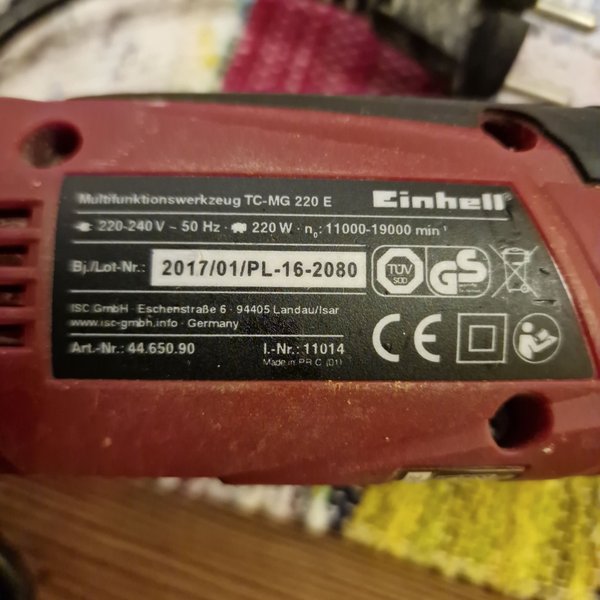 Multifunktionswerkzeug TC-MG 220 E
Einhell
220-240 V ~ 50 Hz · 220 W · n₀: 11000-19000 min⁻¹
Bj./Lot-Nr.: 2017/01/PL-16-2080
TÜV
SÜD
GS
ISC GmbH · Eschenstraße 6 · 94405 Landau/Isar
www.isc-gmbh.info · Germany
Art.-Nr.: 44.650.90 I.-Nr.: 11014
Made in P.R.C. (01)
CE